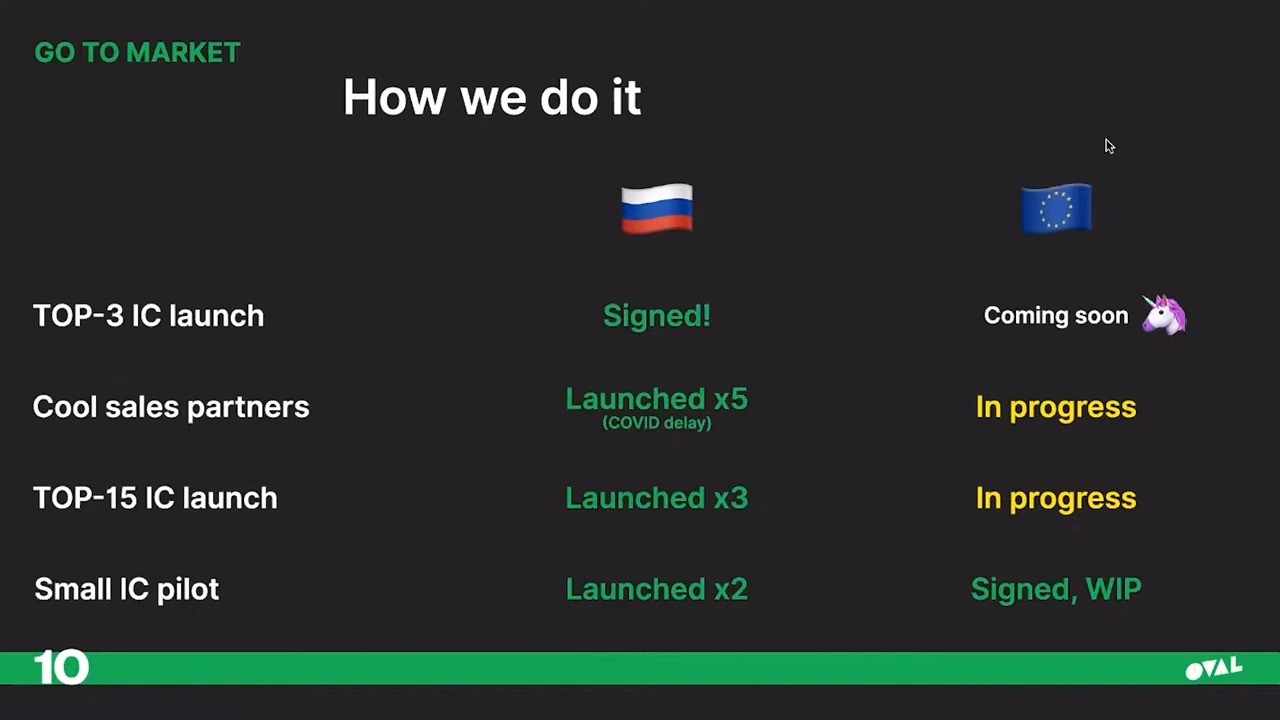 GO TO MARKET
How we do it
TOP-3 IC launch
Signed!
Coming soon
Cool sales partners
Launched x5
(COVID delay)
In progress
TOP-15 IC launch
Launched x3
In progress
Small IC pilot
Launched x2
Signed, WIP
10
OVAL